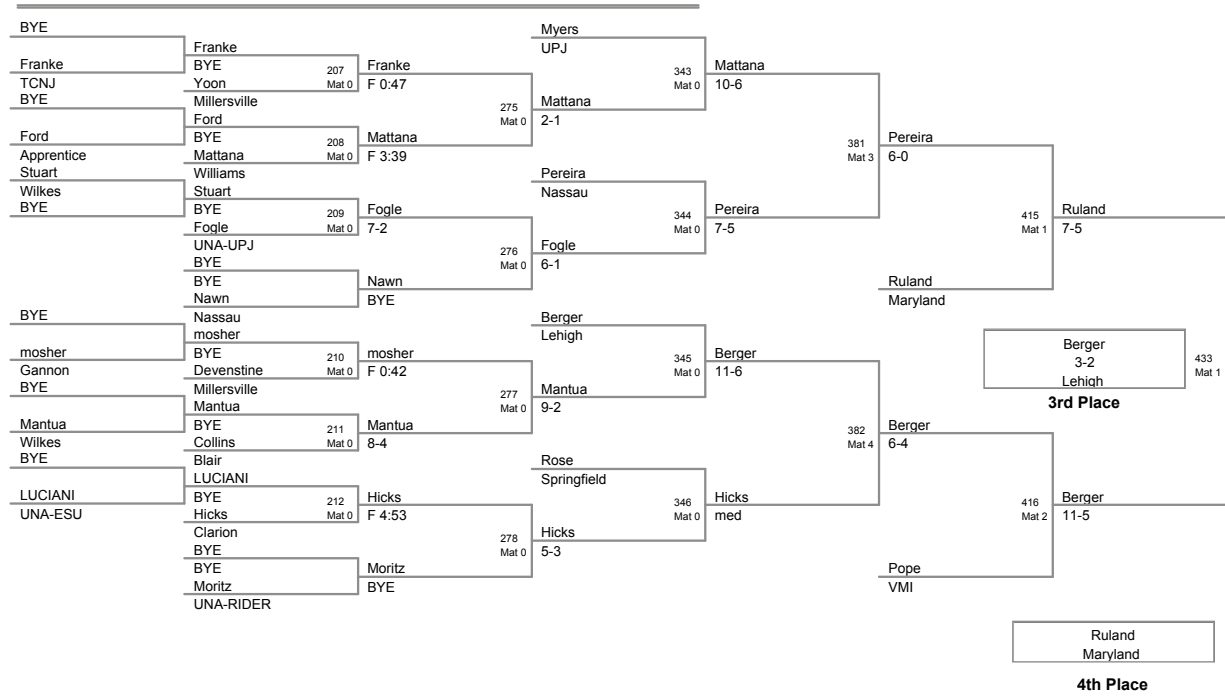 BYE
Franke
TCNJ
BYE
Ford
Apprentice
Stuart
Wilkes
BYE
BYE
mosher
Gannon
BYE
Mantua
Wilkes
BYE
LUCIANI
UNA-ESU
Franke
BYE
Yoon
Millersville
Ford
BYE
Mattana
Williams
Stuart
BYE
Fogle
UNA-UPJ
BYE
BYE
Nawn
Nassau
mosher
BYE
Devenstine
Millersville
Mantua
BYE
Collins
Blair
LUCIANI
BYE
Hicks
Clarion
BYE
BYE
Moritz
UNA-RIDER
207
Mat 0
208
Mat 0
209
Mat 0
210
Mat 0
211
Mat 0
212
Mat 0
Franke
F 0:47
Mattana
F 3:39
Fogle
7-2
Nawn
BYE
mosher
F 0:42
Mantua
8-4
Hicks
F 4:53
Moritz
BYE
275
Mat 0
276
Mat 0
277
Mat 0
278
Mat 0
Myers
UPJ
Mattana
2-1
Pereira
Nassau
Fogle
6-1
Berger
Lehigh
Mantua
9-2
Rose
Springfield
Hicks
5-3
343
Mat 0
344
Mat 0
345
Mat 0
346
Mat 0
Mattana
10-6
Pereira
7-5
Berger
11-6
Hicks
med
381
Mat 3
382
Mat 4
Pereira
6-0
Ruland
Maryland
Berger
6-4
Pope
VMI
415
Mat 1
416
Mat 2
Ruland
7-5
Berger
11-5
Berger
3-2
Lehigh
433
Mat 1
3rd Place
Ruland
Maryland
4th Place